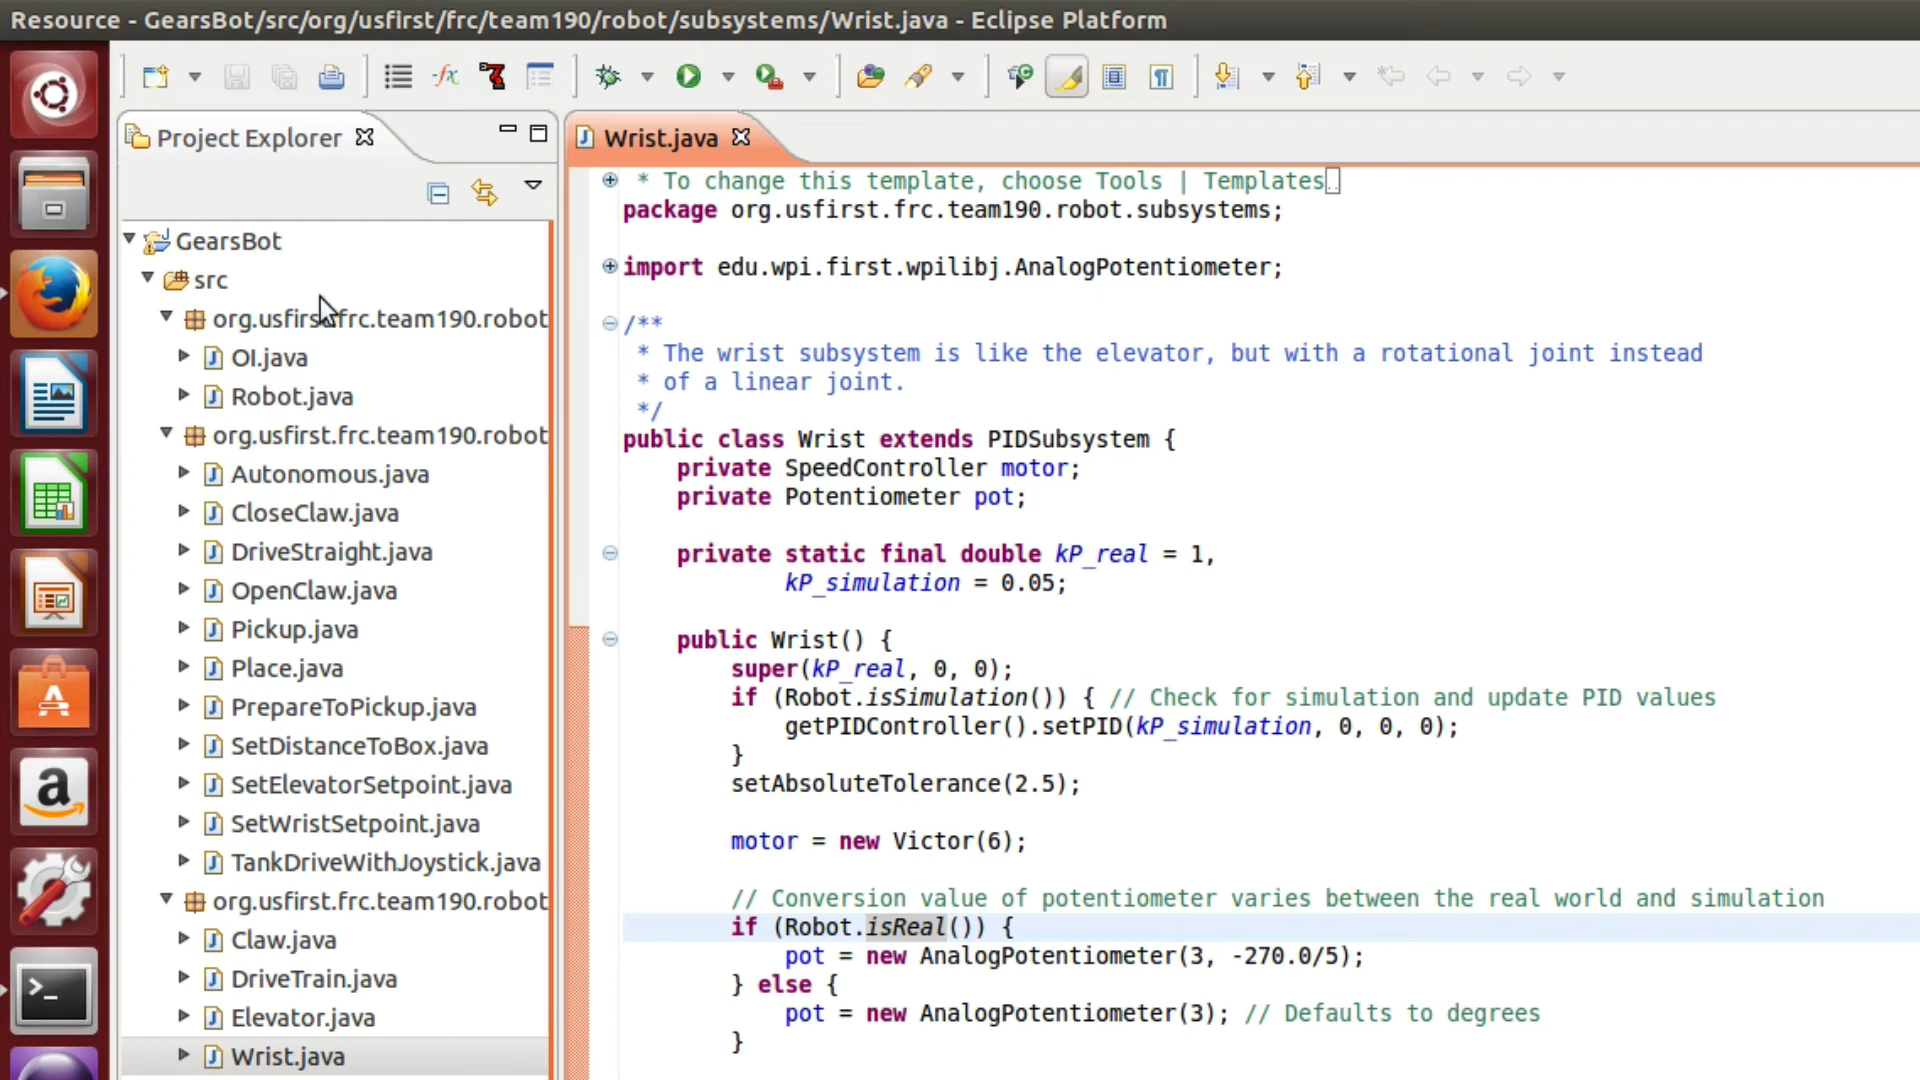 Resource - GearsBot/src/org/usfirst/frc/team190/robot/subsystems/Wrist.java - Eclipse Platform
Project Explorer
GearsBot
src
org.usfirst.frc.team190.robot
OI.java
Robot.java
org.usfirst.frc.team190.robot
Autonomous.java
CloseClaw.java
DriveStraight.java
OpenClaw.java
Pickup.java
Place.java
PrepareToPickup.java
SetDistanceToBox.java
SetElevatorSetpoint.java
SetWristSetpoint.java
TankDriveWithJoystick.java
org.usfirst.frc.team190.robot
Claw.java
DriveTrain.java
Elevator.java
Wrist.java
Wrist.java
* To change this template, choose Tools | Templates..
package org.usfirst.frc.team190.robot.subsystems;
import edu.wpi.first.wpilibj.AnalogPotentiometer;
/**
* The wrist subsystem is like the elevator, but with a rotational joint instead
* of a linear joint.
*/
public class Wrist extends PIDSubsystem {
private SpeedController motor;
private Potentiometer pot;
private static final double kP_real = 1,
kP_simulation = 0.05;
public Wrist() {
super(kP_real, 0, 0);
if (Robot.isSimulation()) { // Check for simulation and update PID values
getPIDController().setPID(kP_simulation, 0, 0, 0);
}
setAbsoluteTolerance(2.5);
motor = new Victor(6);
// Conversion value of potentiometer varies between the real world and simulation
if (Robot.isReal()) {
pot = new AnalogPotentiometer(3, -270.0/5);
} else {
pot = new AnalogPotentiometer(3); // Defaults to degrees
}